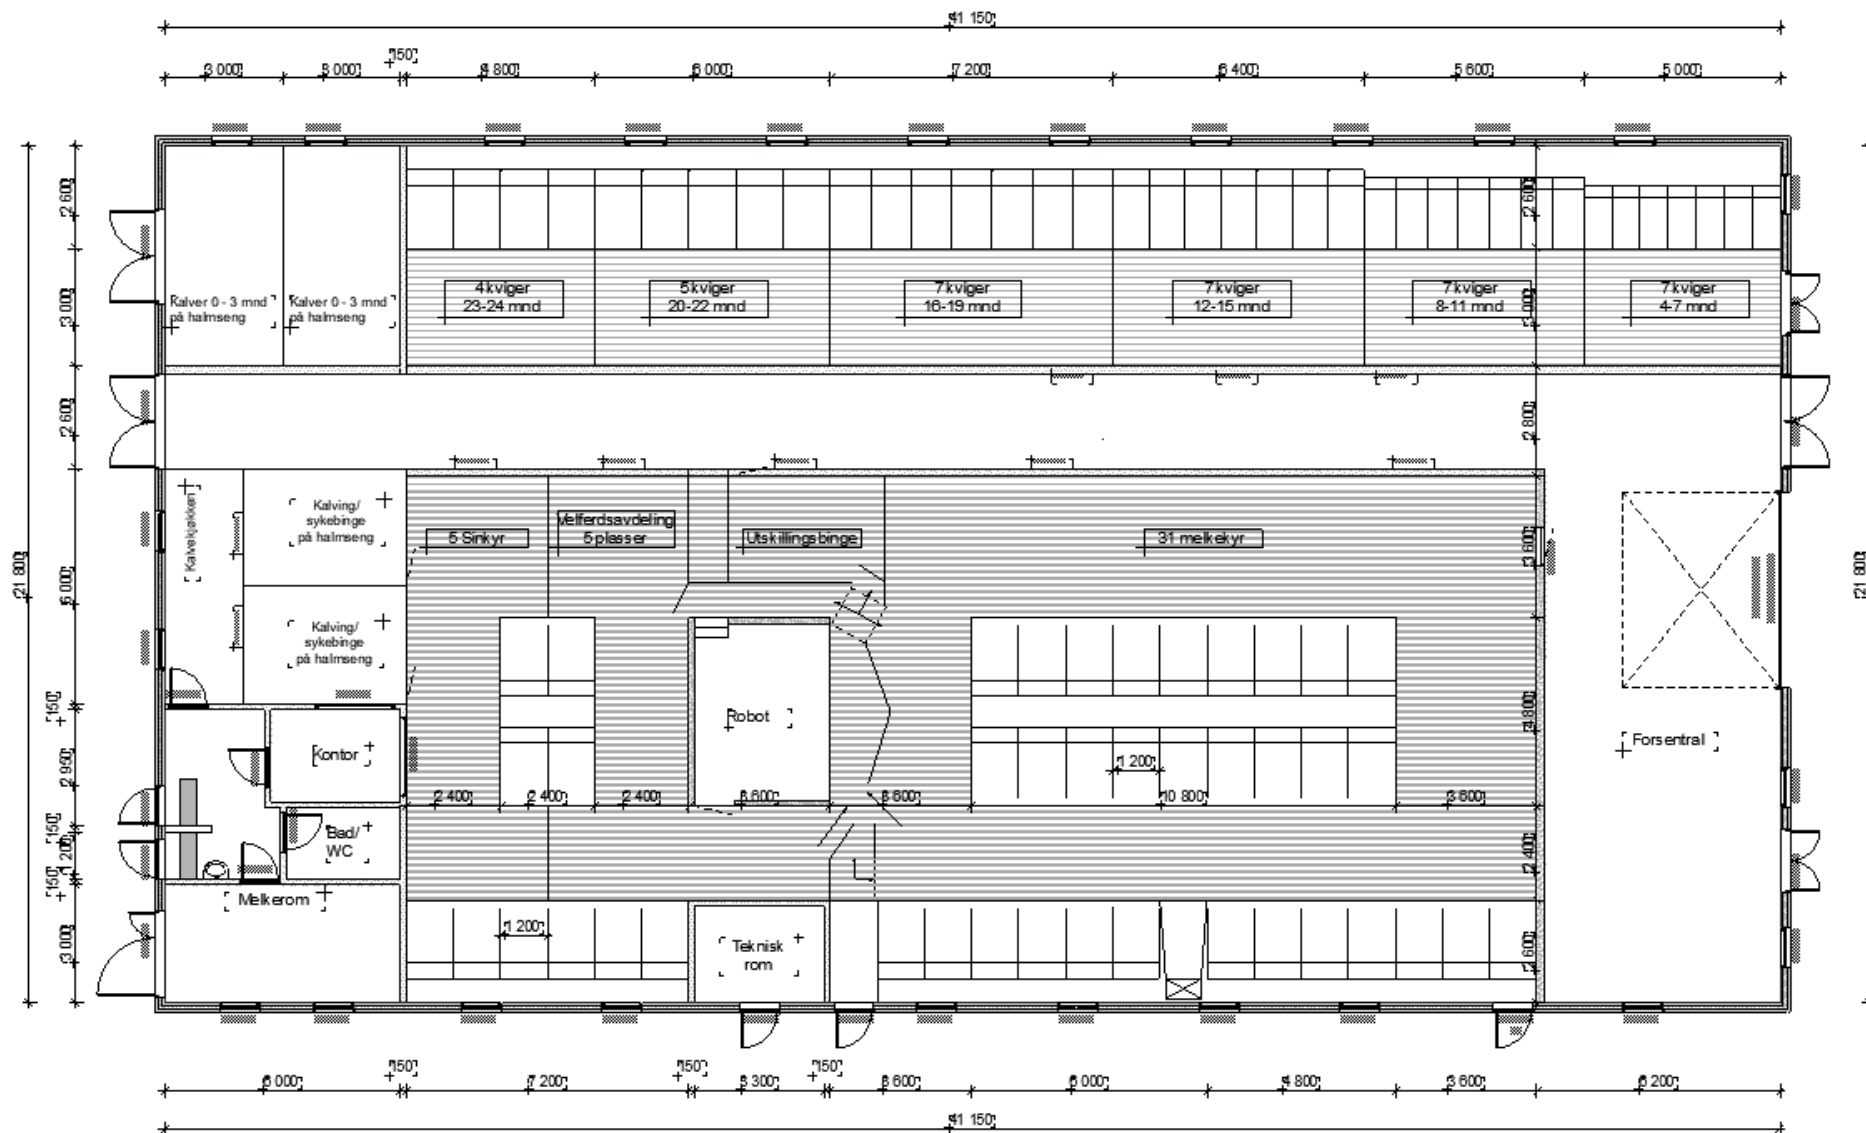 41 150
150
3 000
3 000
4 800
6 000
7 200
6 400
5 600
5 000
2 600
2 600
4 kviger
23-24 mnd
5 kviger
20-22 mnd
7 kviger
16-19 mnd
7 kviger
12-15 mnd
7 kviger
8-11 mnd
7 kviger
4-7 mnd
Kalver 0 - 3 mnd
på halmseng
Kalver 0 - 3 mnd
på halmseng
3 000
3 000
2 600
2 800
Kalvekjøkken
Kalving/
sykebinge
på halmseng
5 Sinkyr
Velferdsavdeling
5 plasser
Utskillingsbinge
31 melkekyr
3 600
21 800
6 000
21 800
Kalving/
sykebinge
på halmseng
150
Robot
4 800
Forsentral
Kontor
2 950
1 200
2 400
2 400
2 400
3 600
3 600
10 800
3 600
150
1 200
150
Bad/
WC
2 400
Melkerom
1 200
3 000
Teknisk
rom
2 600
150
150
150
6 000
7 200
3 300
3 600
6 000
4 800
3 600
6 200
41 150